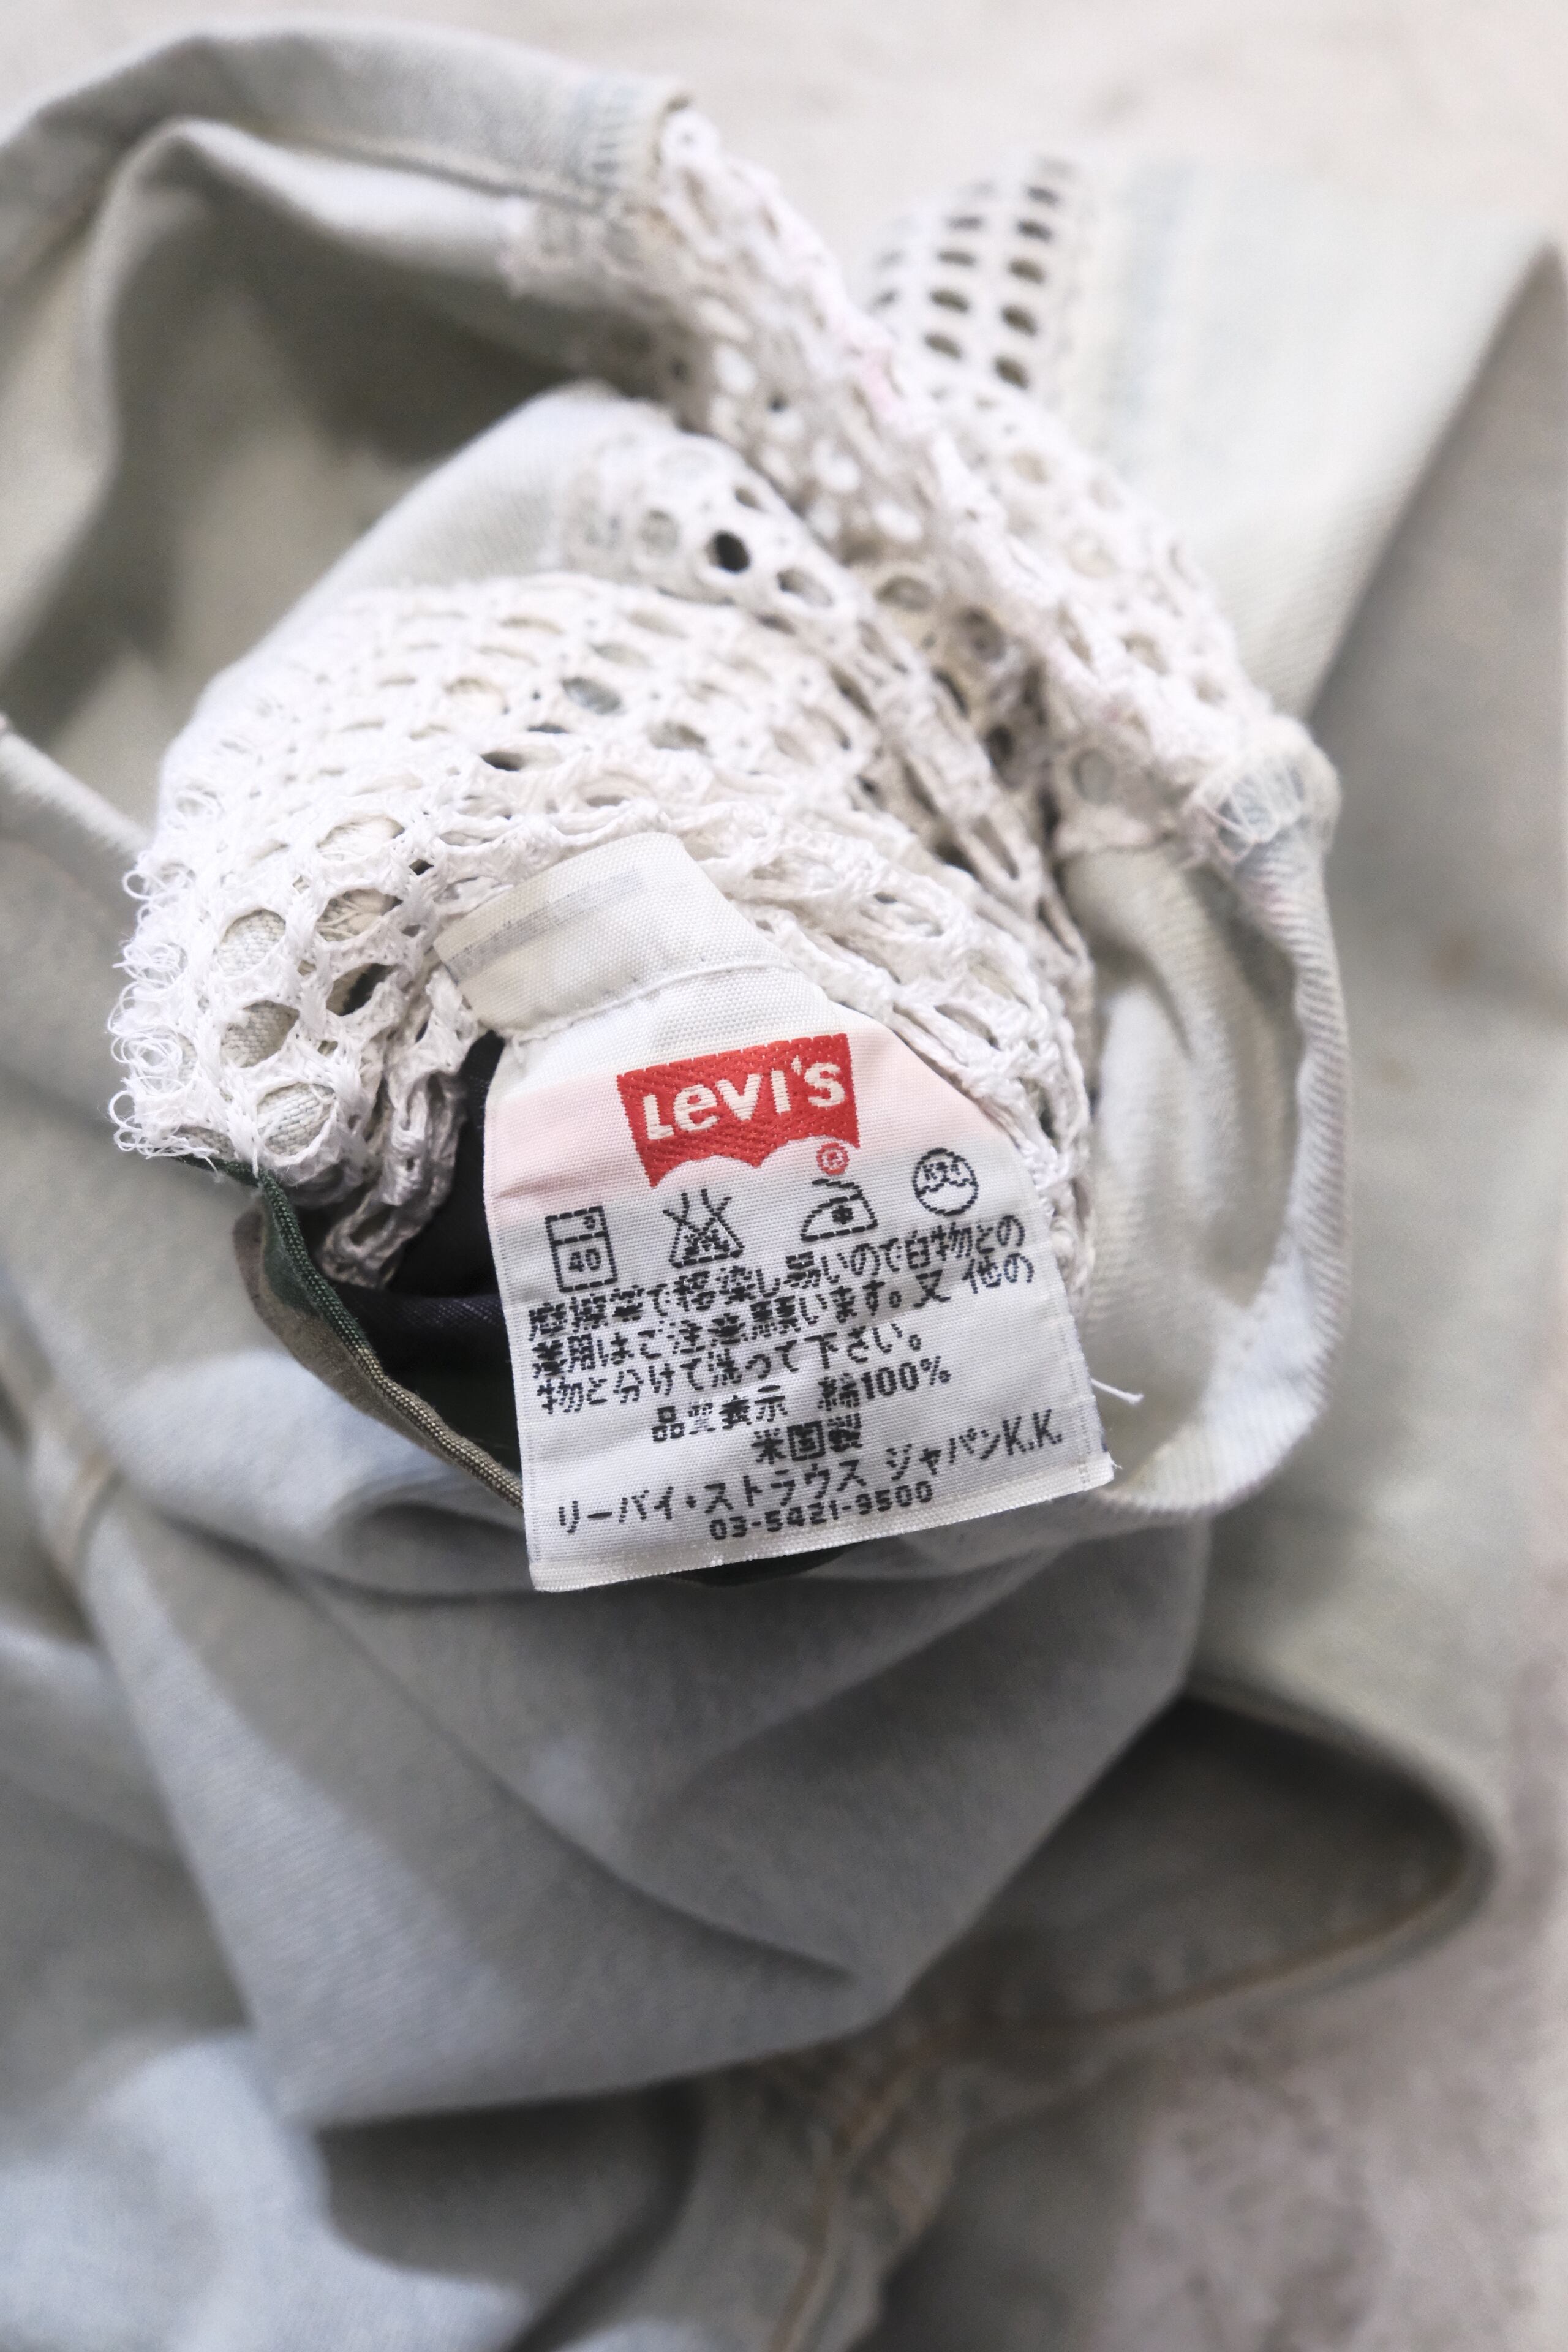 LEVI'S
®
40
摩擦等で移染し易いので白物との
兼用はご注意願います。又他の
物と分けて洗って下さい。
品質表示 綿100%
米国製
リーバイ・ストラウス ジャパンK.K.
03-5421-9500